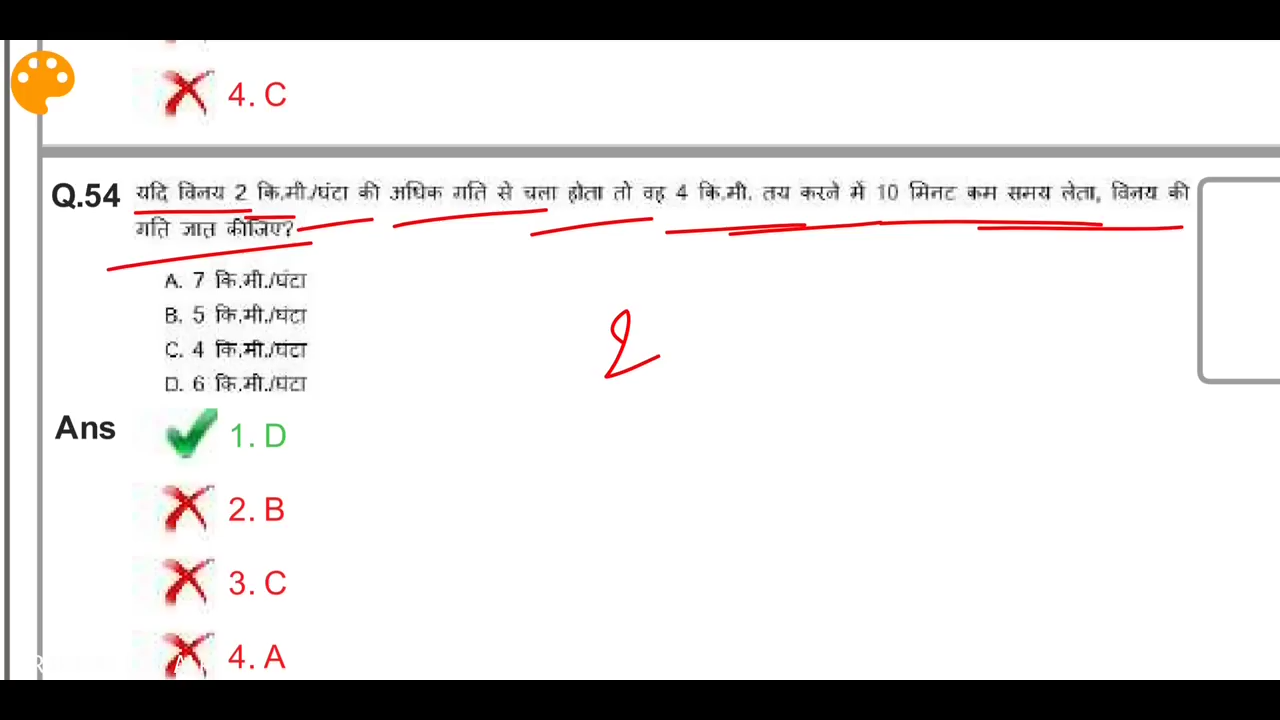 4. C
Q.54 यदि विनय 2 कि.मी./घंटा की अधिक गति से चला होता तो वह 4 कि.मी. तय करने में 10 मिनट कम समय लेता, विनय की
गति ज्ञात कीजिए?
A. 7 कि.मी./घंटा
B. 5 कि.मी./घंटा
C. 4 कि.मी./घंटा
D. 6 कि.मी./घंटा
2
Ans 1. D
2. B
3. C
4. A